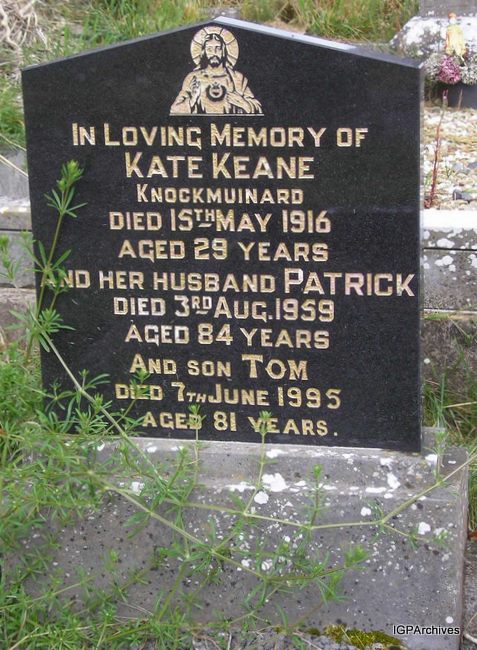 In Loving Memory of
Kate Keane
Knockmuinard
died 15th May 1916
aged 29 years
and her husband Patrick
died 3rd Aug. 1959
aged 84 years
And son Tom
died 7th June 1995
aged 81 years.
IGPArchives